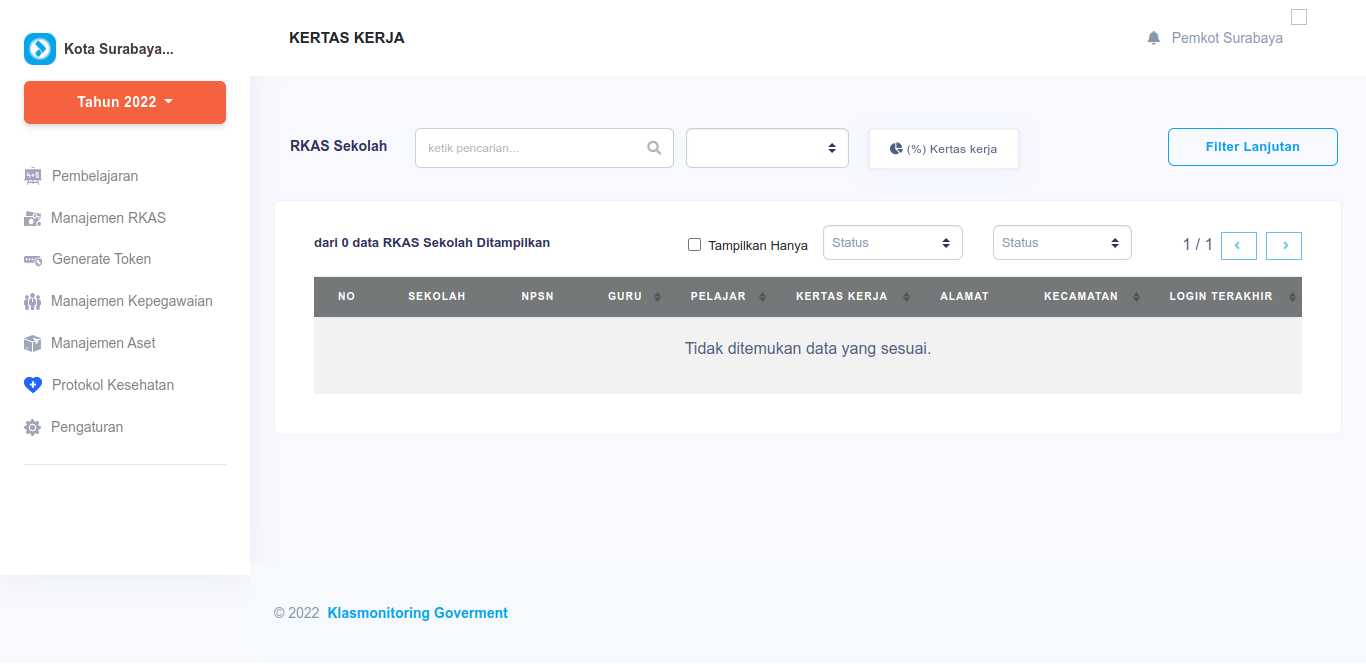 Kota Surabaya...
KERTAS KERJA
Pemkot Surabaya
Tahun 2022
Pembelajaran
Manajemen RKAS
Generate Token
Manajemen Kepegawaian
Manajemen Aset
Protokol Kesehatan
Pengaturan
RKAS Sekolah
ketik pencarian...
(%) Kertas kerja
Filter Lanjutan
dari 0 data RKAS Sekolah Ditampilkan
Tampilkan Hanya
Status
Status
1 / 1
NO SEKOLAH NPSN GURU PELAJAR KERTAS KERJA ALAMAT KECAMATAN LOGIN TERAKHIR
Tidak ditemukan data yang sesuai.
© 2022 Klasmonitoring Goverment